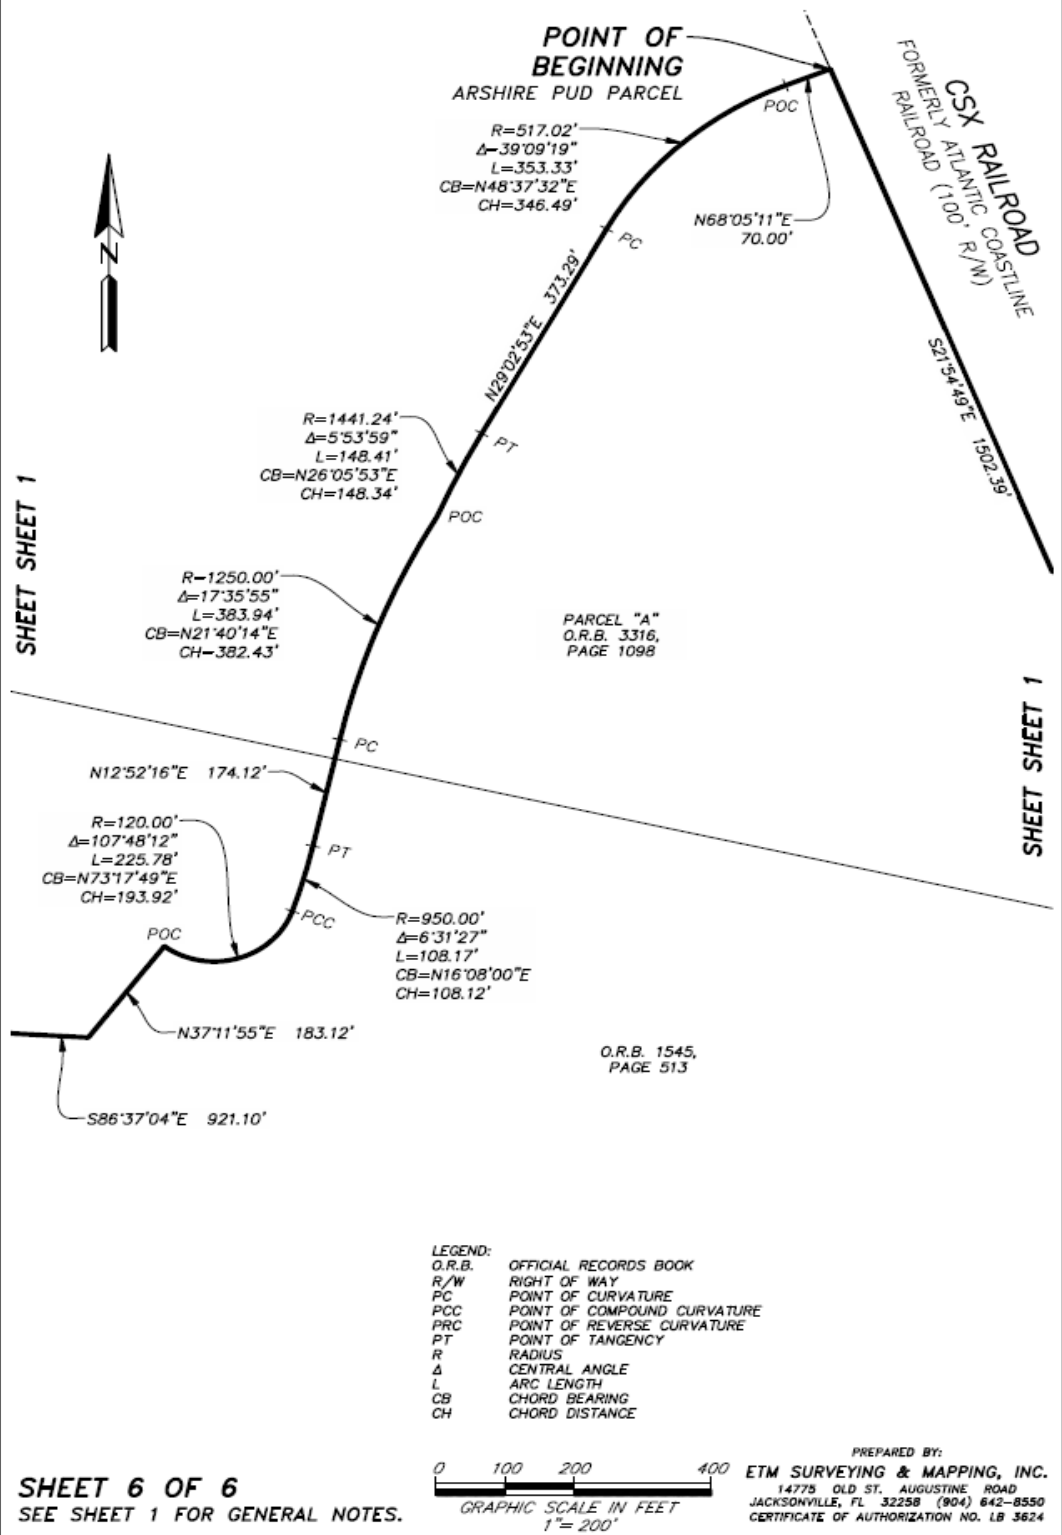 POINT OF
BEGINNING
ARSHIRE PUD PARCEL
POC
CSX RAILROAD
FORMERLY ATLANTIC COASTLINE
RAILROAD (100' R/W)
R=517.02'
Δ=39°09'19"
L=353.33'
CB=N48°37'32"E
CH=346.49'
N68°05'11"E
70.00'
PC
N
N29°02'53"E 373.29'
S21°54'49"E 1502.39'
R=1441.24'
Δ=5°53'59"
L=148.41'
CB=N26°05'53"E
CH=148.34'
PT
POC
SHEET SHEET 1
R=1250.00'
Δ=17°35'55"
L=383.94'
CB=N21°40'14"E
CH=382.43'
PARCEL "A"
O.R.B. 3316,
PAGE 1098
SHEET SHEET 1
PC
N12°52'16"E 174.12'
R=120.00'
Δ=107°48'12"
L=225.78'
CB=N73°17'49"E
CH=193.92'
PT
PCC
POC
R=950.00'
Δ=6°31'27"
L=108.17'
CB=N16°08'00"E
CH=108.12'
N37°11'55"E 183.12'
O.R.B. 1545,
PAGE 513
S86°37'04"E 921.10'
LEGEND:
O.R.B. OFFICIAL RECORDS BOOK
R/W RIGHT OF WAY
PC POINT OF CURVATURE
PCC POINT OF COMPOUND CURVATURE
PRC POINT OF REVERSE CURVATURE
PT POINT OF TANGENCY
R RADIUS
Δ CENTRAL ANGLE
L ARC LENGTH
CB CHORD BEARING
CH CHORD DISTANCE
SHEET 6 OF 6
SEE SHEET 1 FOR GENERAL NOTES.
0 100 200 400
GRAPHIC SCALE IN FEET
1"= 200'
PREPARED BY:
ETM SURVEYING & MAPPING, INC.
14775 OLD ST. AUGUSTINE ROAD
JACKSONVILLE, FL 32258 (904) 642-8550
CERTIFICATE OF AUTHORIZATION NO. LB 3624